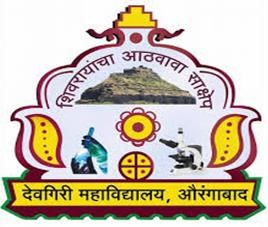 शिवरायांचा आठवावा साक्षेप
देवगिरी महाविद्यालय, औरंगाबाद